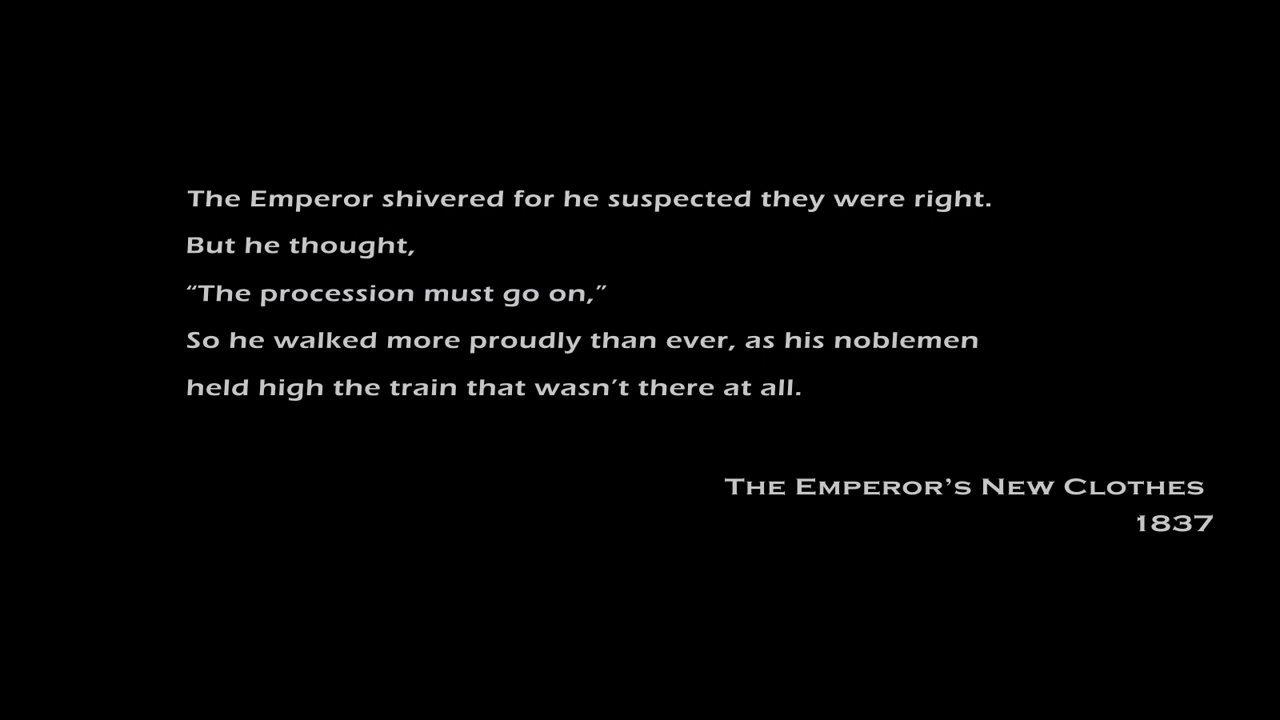 The Emperor shivered for he suspected they were right.
But he thought,
“The procession must go on,”
So he walked more proudly than ever, as his noblemen
held high the train that wasn’t there at all.
The Emperor’s New Clothes
1837